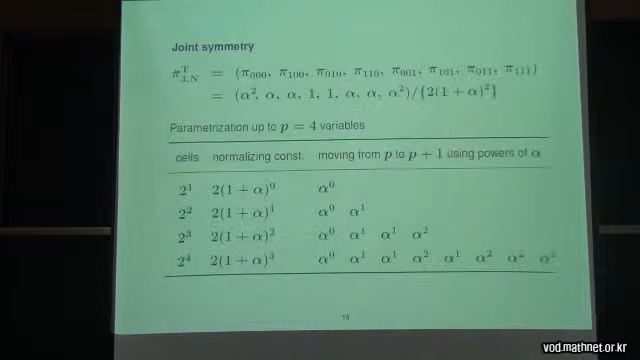 Joint symmetry
π^T_{3,N} = (π_000, π_100, π_010, π_110, π_001, π_101, π_011, π_111)
= (α², α, α, 1, 1, α, α, α²)/{2(1 + α)²}
Parametrization up to p = 4 variables
cells normalizing const. moving from p to p + 1 using powers of α
2¹ 2(1 + α)⁰ α⁰
2² 2(1 + α)¹ α⁰ α¹
2³ 2(1 + α)² α⁰ α¹ α¹ α²
2⁴ 2(1 + α)³ α⁰ α¹ α¹ α² α¹ α² α²
vod.mathnet.or.kr